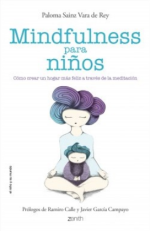 Paloma Sainz Vara de Rey
Mindfulness
para
niños
Cómo crear un hogar más feliz a través de la meditación
Prólogos de Ramiro Calle y Javier García Campayo
zenith